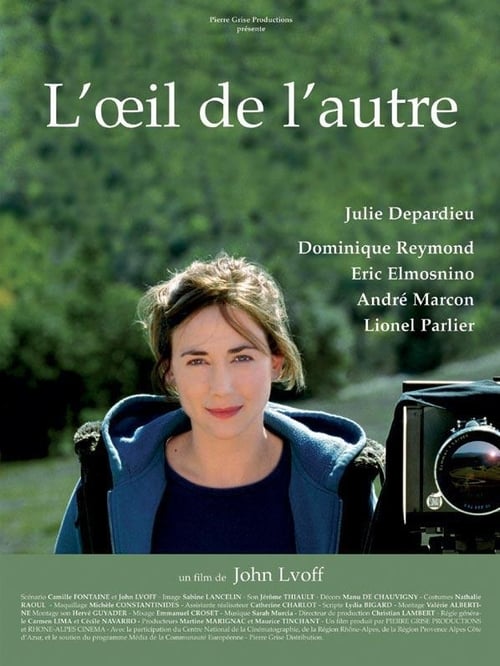 Pierre Grise Productions
présente
L'œil de l'autre
Julie Depardieu
Dominique Reymond
Eric Elmosnino
André Marcon
Lionel Parlier
un film de John Lvoff
Scénario Camille FONTAINE et John LVOFF - Image Sabine LANCELIN - Son Jérôme THIAULT - Décors Manu DE CHAUVIGNY - Costumes Nathalie
RAOUL - Maquillage Michèle CONSTANTINIDES - Assistante réalisateur Catherine CHARLOT - Scripte Lydia BIGARD - Montage Valérie ALBERTI-
NE Montage son Hervé GUYADER - Mixage Emmanuel CROSET - Musique Sarah Murcia - Directeur de production Christian LAMBERT - Régie généra-
le Carmen LIMA et Cécile NAVARRO - Producteurs Martine MARIGNAC et Maurice TINCHANT - Un film produit par PIERRE GRISE PRODUCTIONS
et RHONE-ALPES CINEMA - Avec la participation du Centre National de la Cinématographie, de la Région Rhône-Alpes, de la Région Provence Alpes Côte
d'Azur, et le soutien du programme Média de la Communauté Européenne - Pierre Grise Distribution.